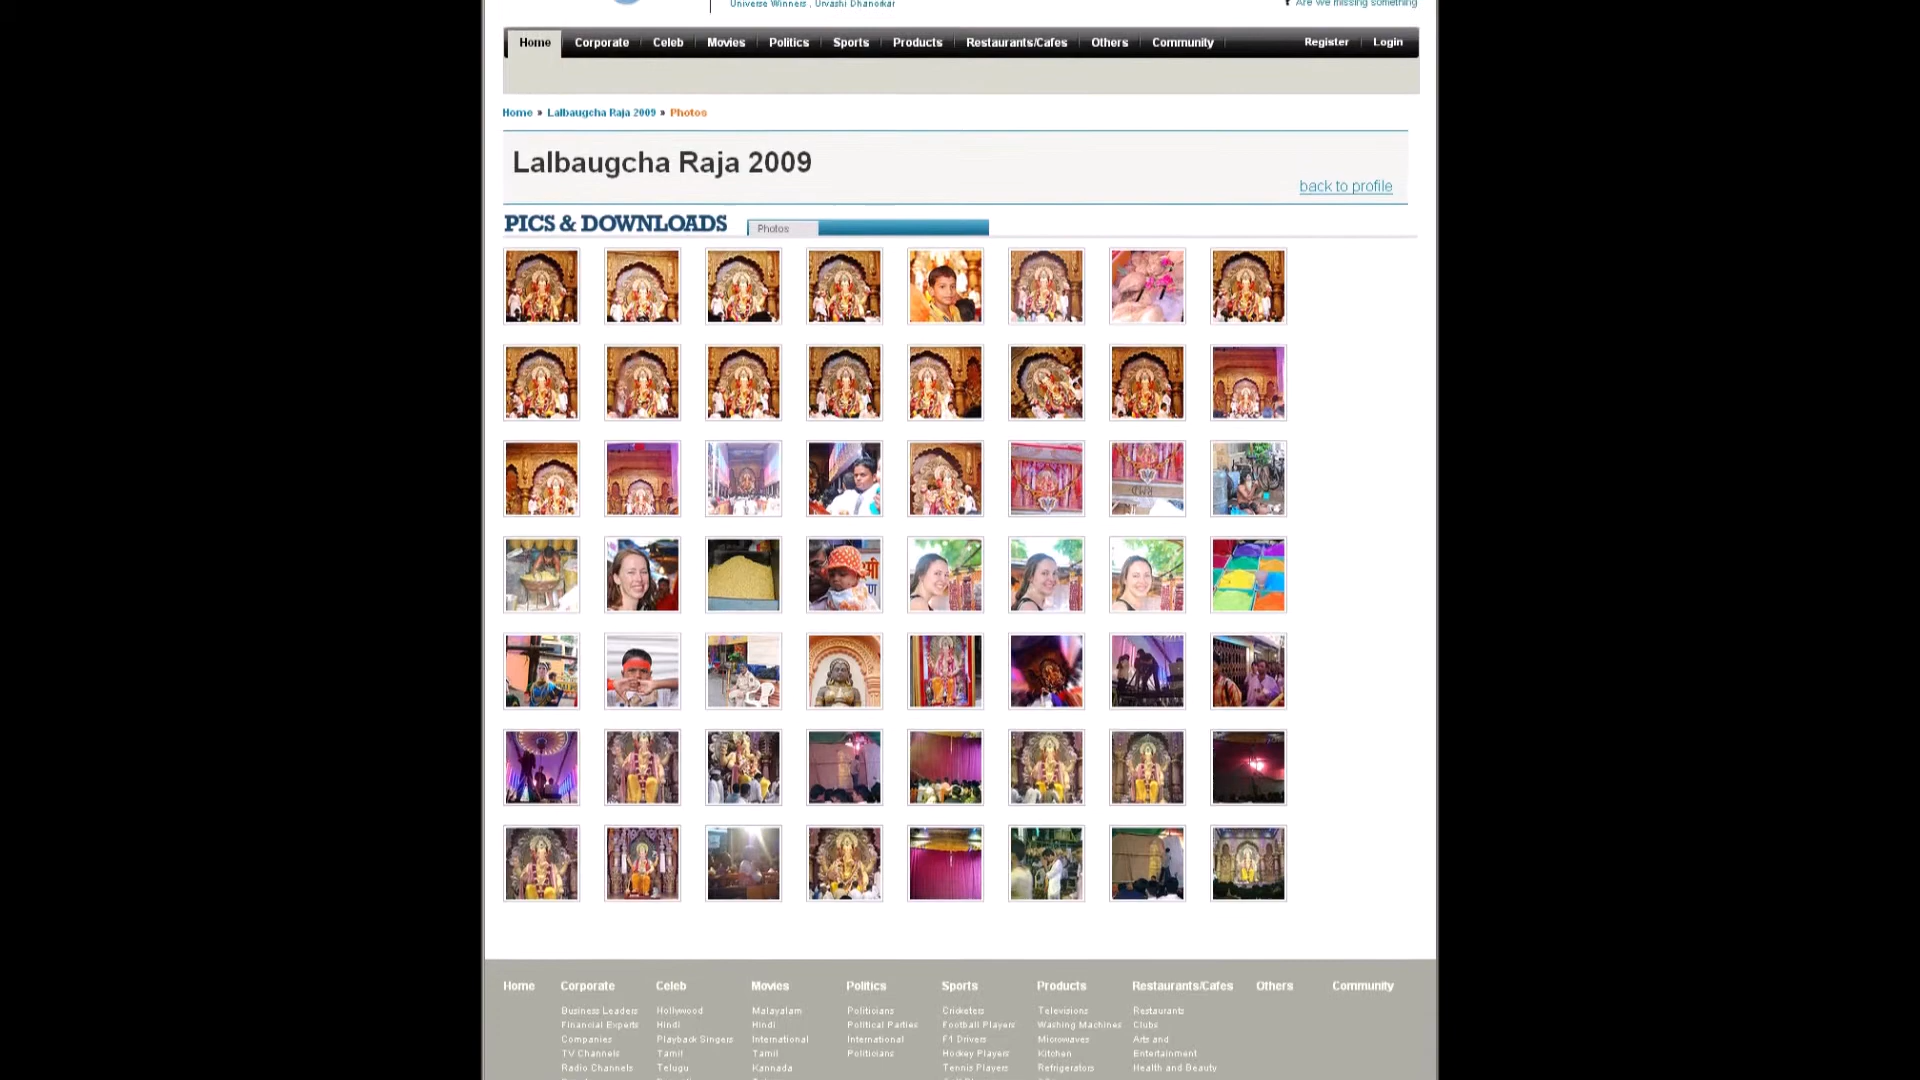 Universe Winners , Urvashi Dhanorkar
Are we missing something
Home Corporate Celeb Movies Politics Sports Products Restaurants/Cafes Others Community Register Login
Home » Lalbaugcha Raja 2009 » Photos
Lalbaugcha Raja 2009
back to profile
PICS & DOWNLOADS Photos
Home Corporate Celeb Movies Politics Sports Products Restaurants/Cafes Others Community
Business Leaders Hollywood Malayalam Politicians Cricketers Televisions Restaurants
Financial Experts Hindi Hindi Political Parties Football Players Washing Machines Clubs
Companies Playback Singers International International F1 Drivers Microwaves Arts and
TV Channels Tamil Tamil Politicians Hockey Players Kitchen Entertainment
Radio Channels Telugu Kannada Tennis Players Refrigerators Health and Beauty